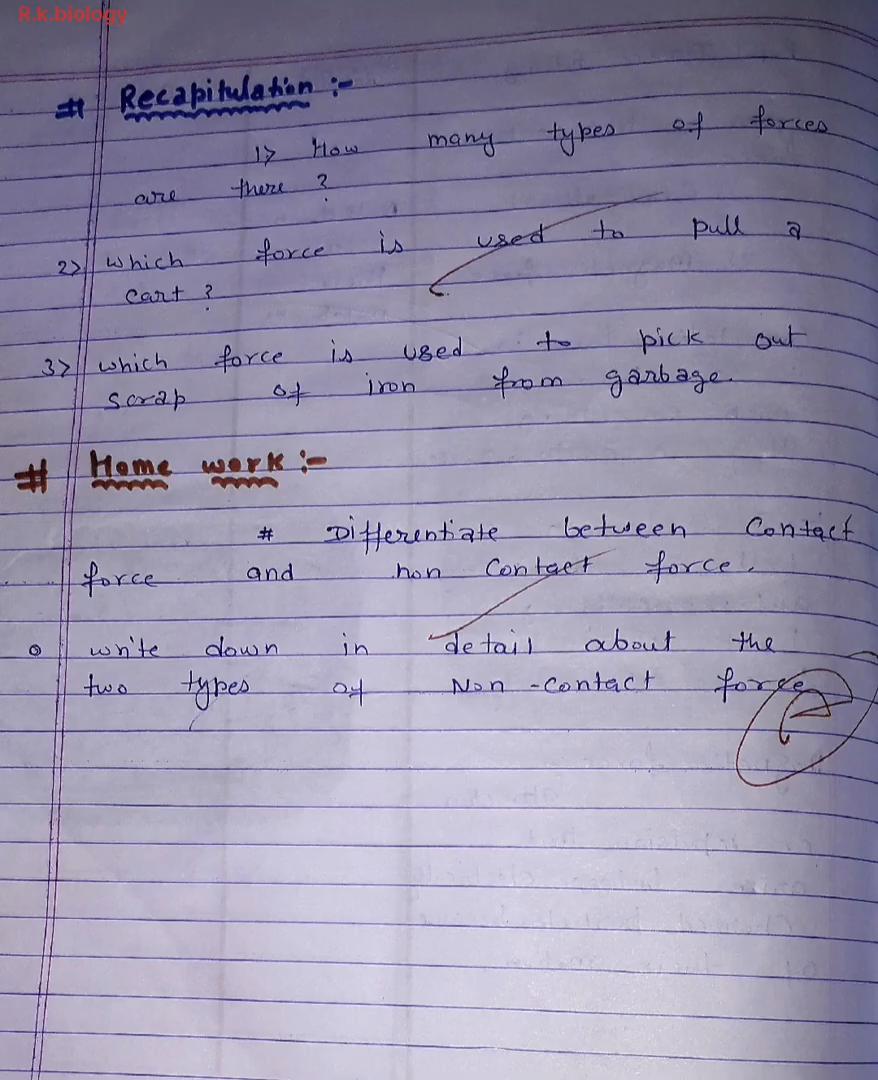 R.k.biology
# Recapitulation :-
1> How many types of forces
are there ?
2> which force is used to pull a
cart ?
3> which force is used to pick out
scrap of iron from garbage.
# Home work :-
# Differentiate between Contact
force and non Contact force.
o write down in detail about the
two types of Non-contact force